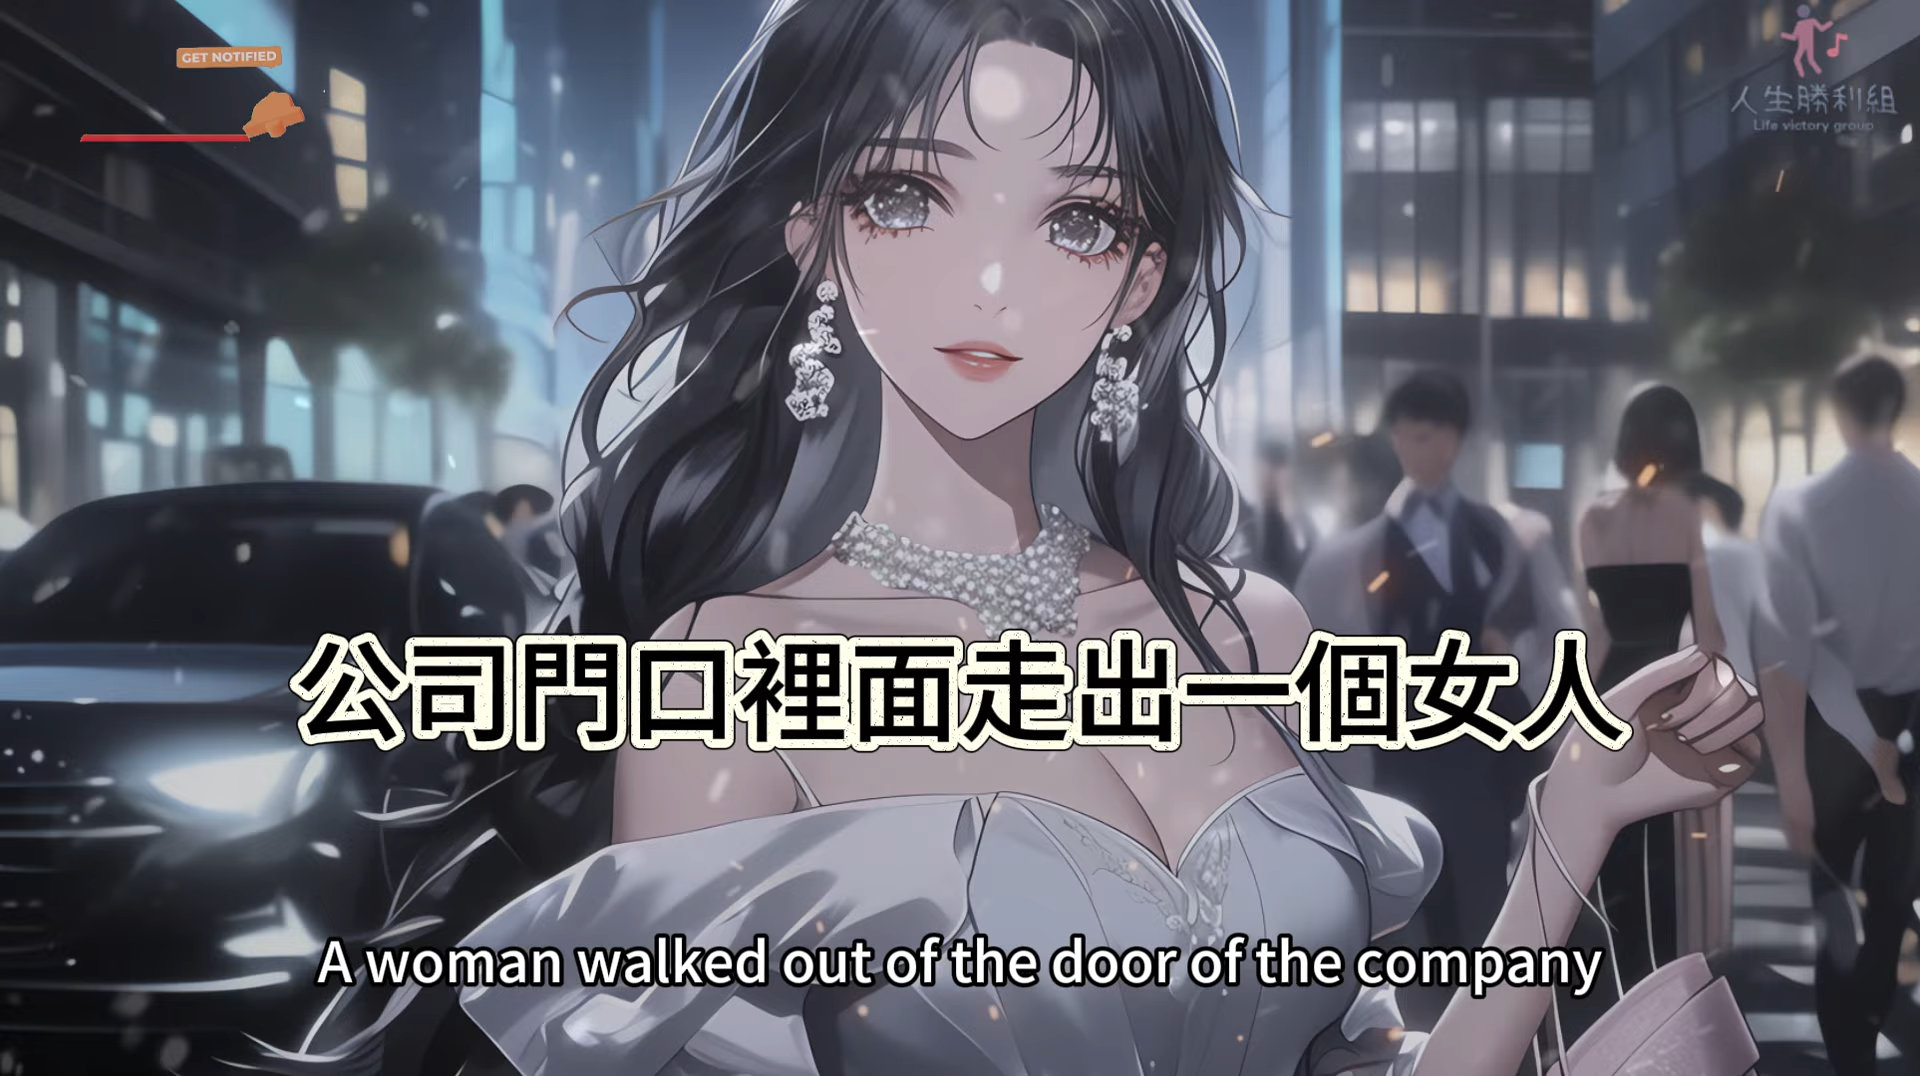 GET NOTIFIED
人生勝利組
Life victory group
公司門口裡面走出一個女人
A woman walked out of the door of the company